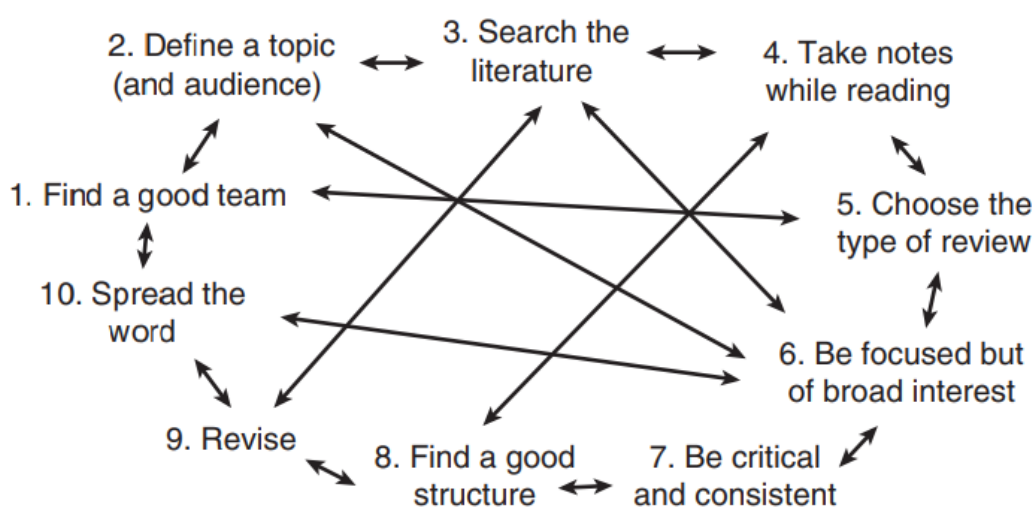 2. Define a topic
(and audience)
3. Search the
literature
4. Take notes
while reading
1. Find a good team
5. Choose the
type of review
10. Spread the
word
6. Be focused but
of broad interest
9. Revise
8. Find a good
structure
7. Be critical
and consistent